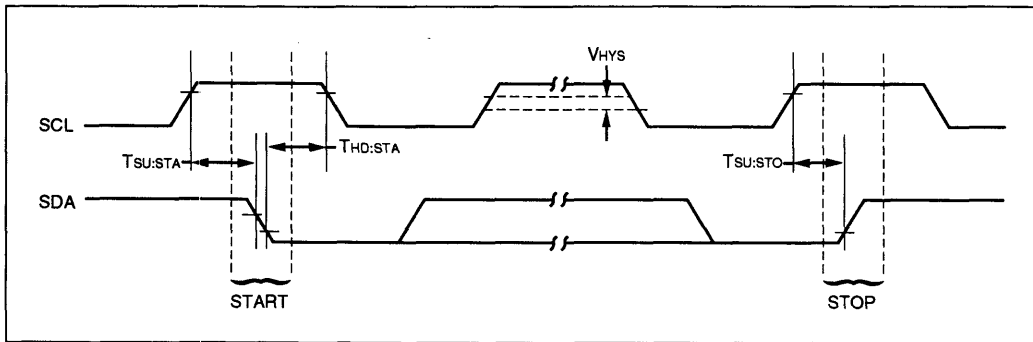 VHYS
SCL
THD:STA
TSU:STA
TSU:STO
SDA
START
STOP